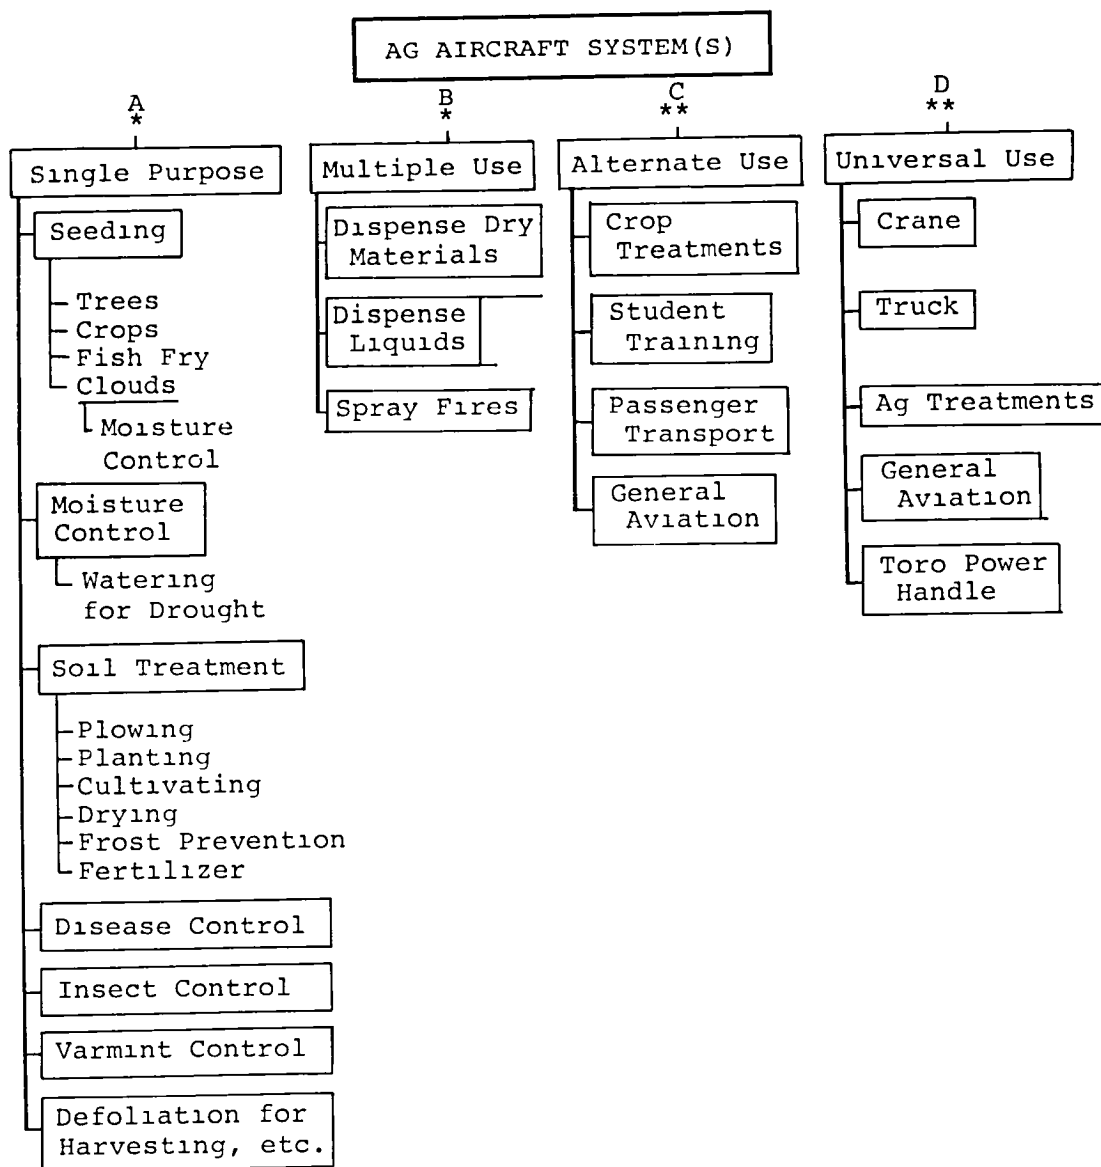 AG AIRCRAFT SYSTEM(S)
A
*
Single Purpose
Seeding
Trees
Crops
Fish Fry
Clouds
Moisture
Control
Moisture
Control
Watering
for Drought
Soil Treatment
Plowing
Planting
Cultivating
Drying
Frost Prevention
Fertilizer
Disease Control
Insect Control
Varmint Control
Defoliation for
Harvesting, etc.
B
*
Multiple Use
Dispense Dry
Materials
Dispense
Liquids
Spray Fires
C
**
Alternate Use
Crop
Treatments
Student
Training
Passenger
Transport
General
Aviation
D
**
Universal Use
Crane
Truck
Ag Treatments
General
Aviation
Toro Power
Handle